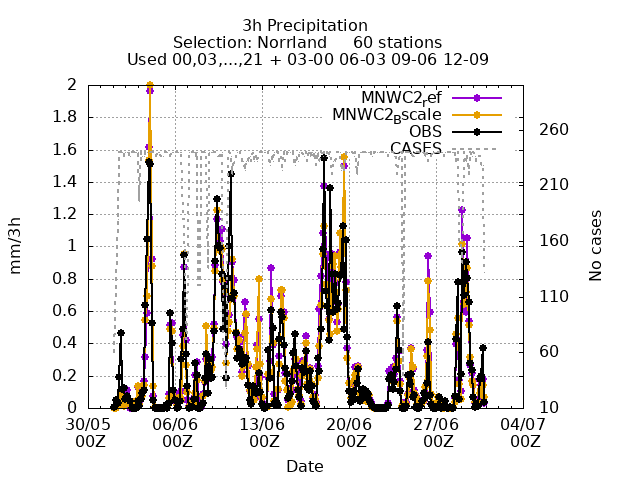 3h Precipitation
Selection: Norrland 60 stations
Used 00,03,...,21 + 03-00 06-03 09-06 12-09
MNWC2_ref
MNWC2_Bscale
OBS
CASES
mm/3h
2
1.8
1.6
1.4
1.2
1
0.8
0.6
0.4
0.2
0
No cases
260
210
160
110
60
10
30/05 06/06 13/06 20/06 27/06 04/07
00Z 00Z 00Z 00Z 00Z 00Z
Date